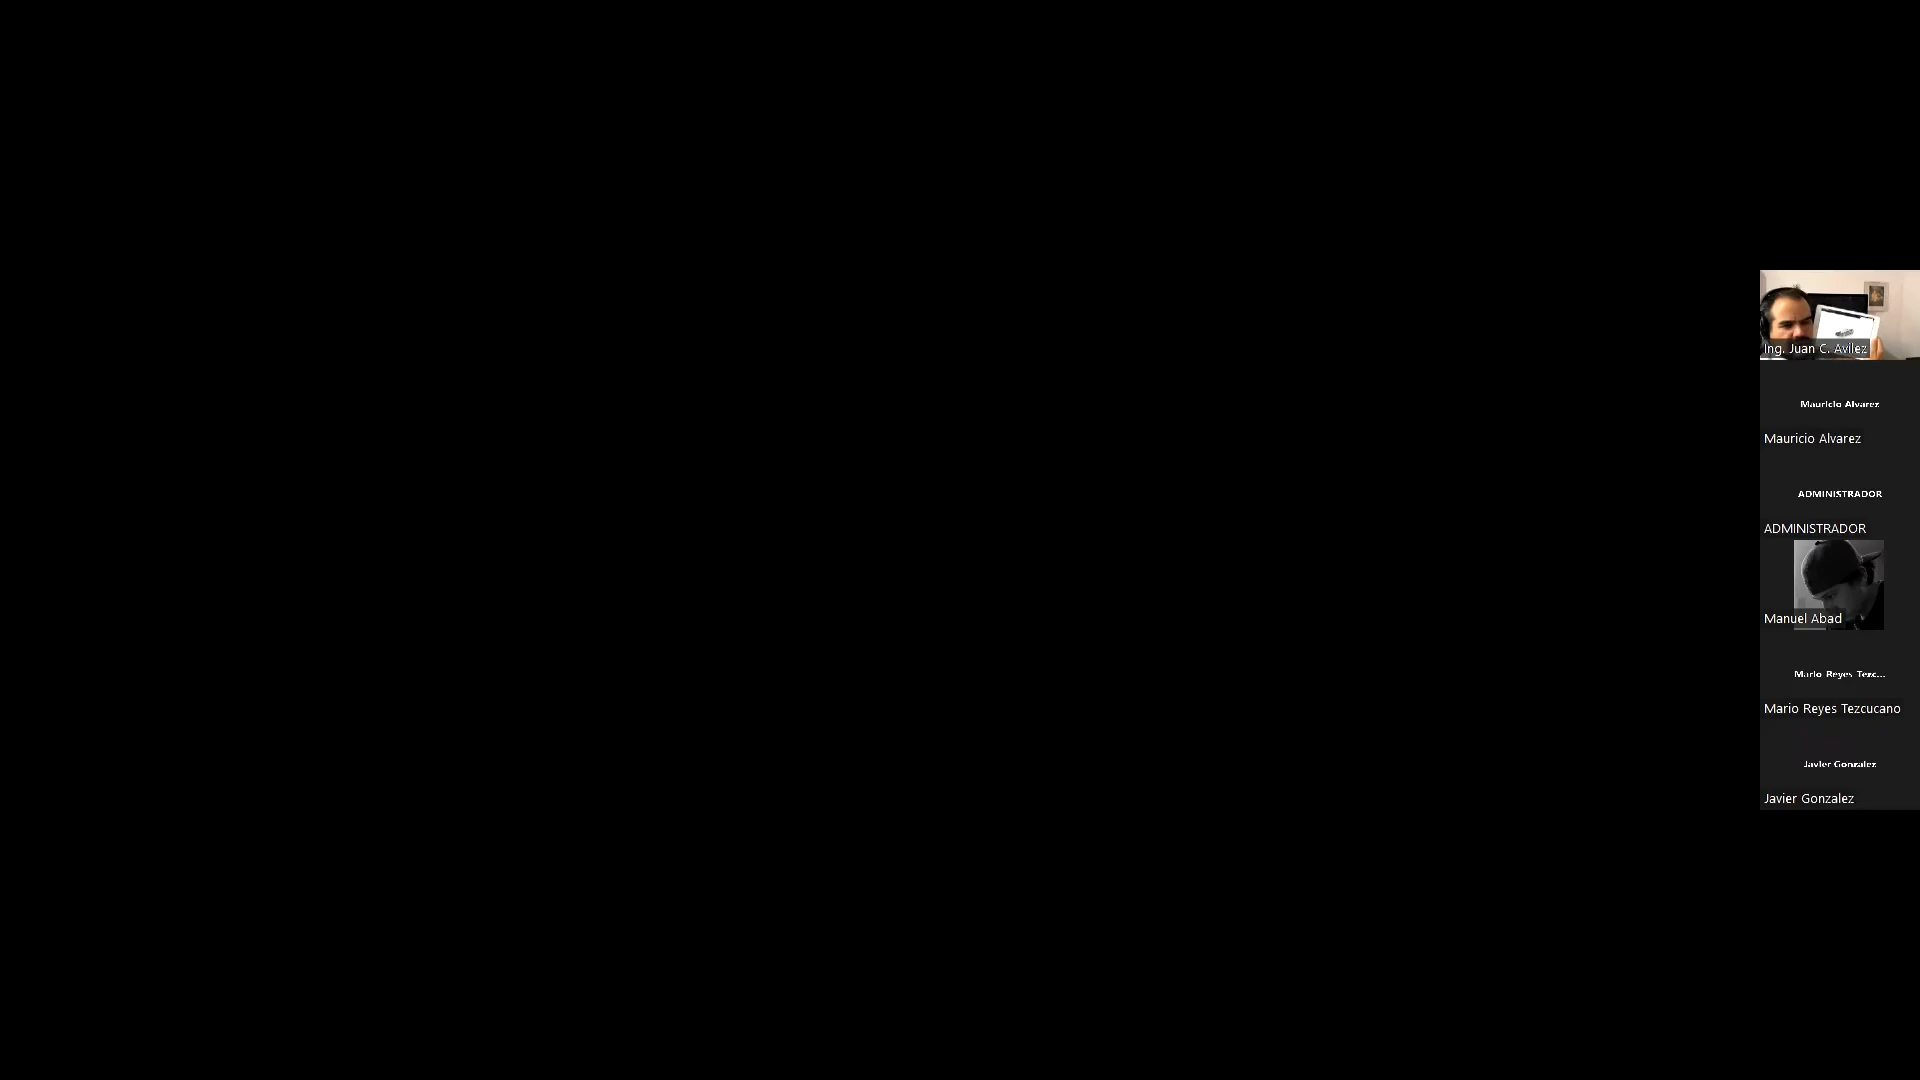 Ing. Juan C. Avilez
Mauricio Alvarez
Mauricio Alvarez
ADMINISTRADOR
ADMINISTRADOR
Manuel Abad
Mario Reyes Tezc...
Mario Reyes Tezcucano
Javier Gonzalez
Javier Gonzalez